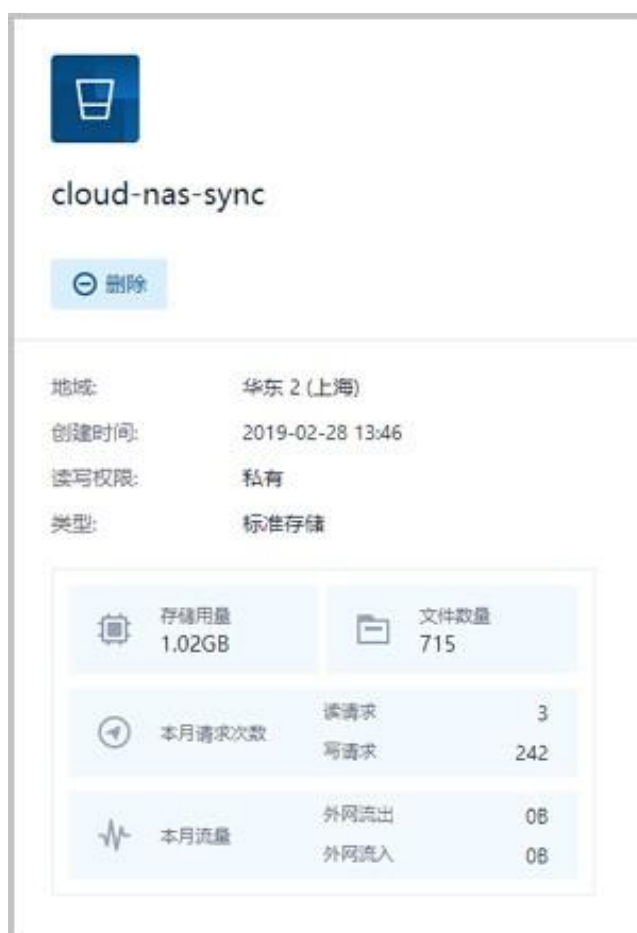 cloud-nas-sync
删除
地域: 华东 2 (上海)
创建时间: 2019-02-28 13:46
读写权限: 私有
类型: 标准存储
存储用量
1.02GB
文件数量
715
本月请求次数
读请求 3
写请求 242
本月流量
外网流出 0B
外网流入 0B